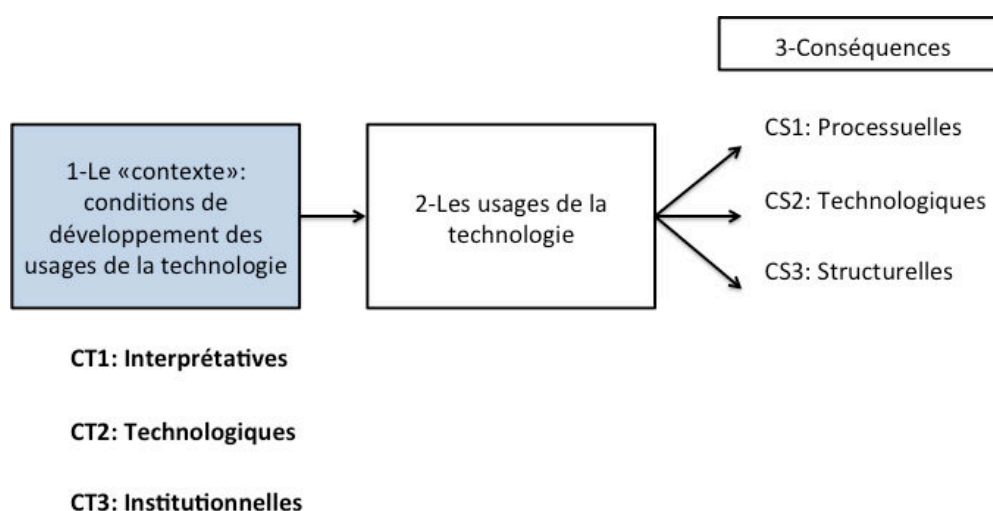 3-Conséquences
1-Le «contexte»:
conditions de
développement des
usages de la technologie
2-Les usages de la
technologie
CS1: Processuelles
CS2: Technologiques
CS3: Structurelles
CT1: Interprétatives
CT2: Technologiques
CT3: Institutionnelles